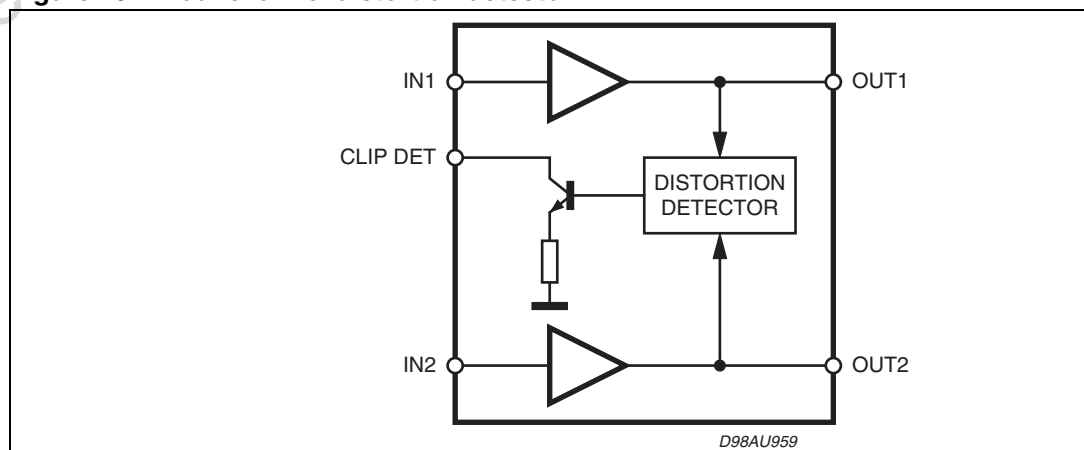 IN1
OUT1
CLIP DET
DISTORTION
DETECTOR
IN2
OUT2
D98AU959